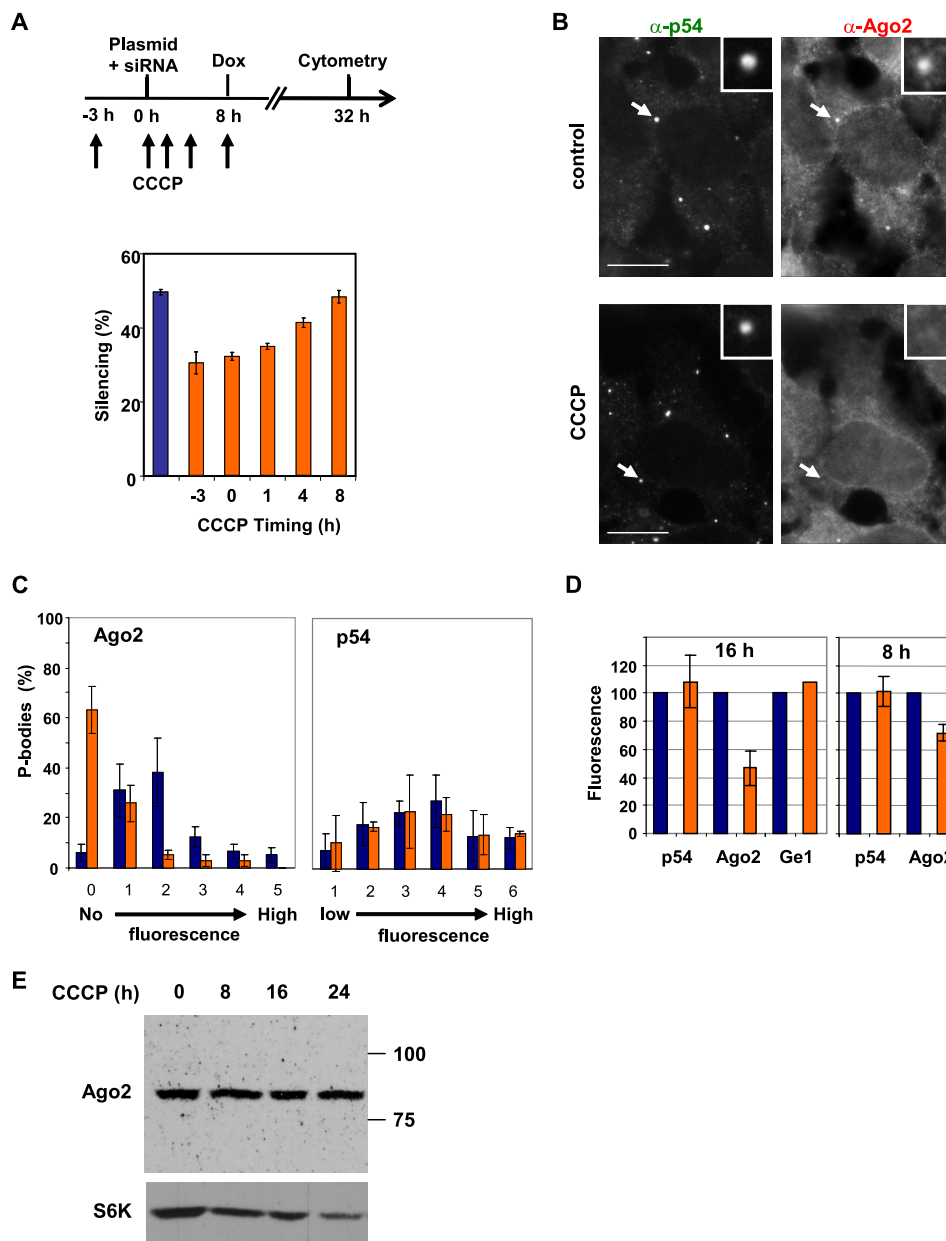 A
Plasmid
+ siRNA
Dox
Cytometry
-3 h
0 h
8 h
32 h
CCCP
60
40
20
0
Silencing (%)
-3
0
1
4
8
CCCP Timing (h)
B
α-p54
α-Ago2
control
CCCP
C
Ago2
p54
100
80
60
40
20
0
P-bodies (%)
0
1
2
3
4
5
No
High
fluorescence
1
2
3
4
5
6
low
High
fluorescence
D
16 h
8 h
120
100
80
60
40
20
0
Fluorescence
p54
Ago2
Ge1
p54
Ago2
E
CCCP (h)
0
8
16
24
Ago2
100
75
S6K